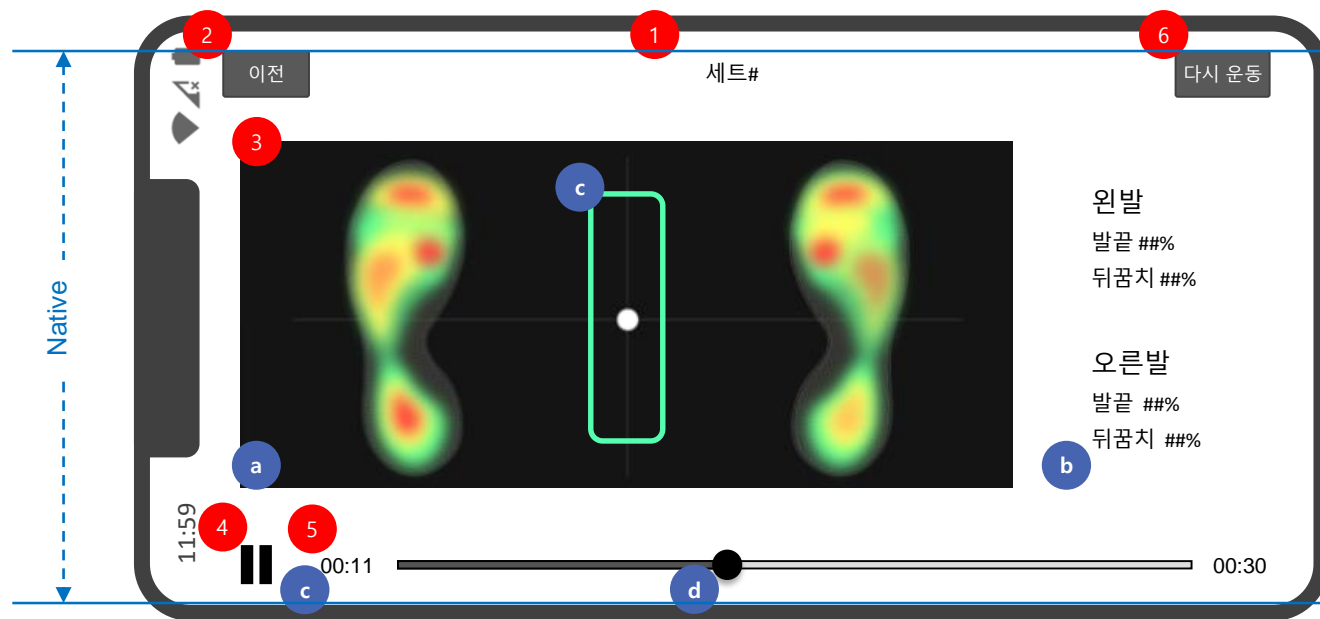 2
1
6
이전
세트#
다시 운동
3
c
왼발
발끝 ##%
뒤꿈치 ##%
Native
오른발
발끝 ##%
뒤꿈치 ##%
a
b
11:59
4
5
00:11
00:30
c
d